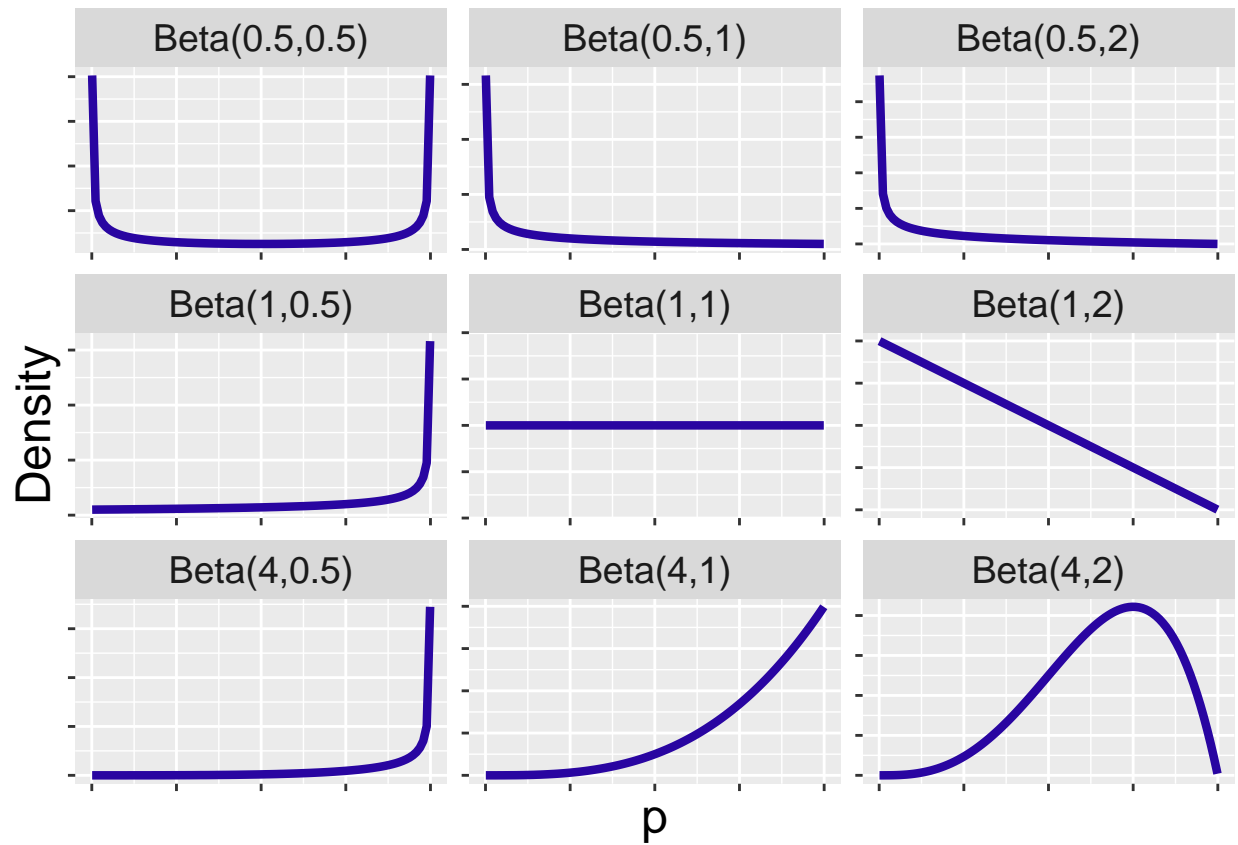 Beta(0.5,0.5)
Beta(0.5,1)
Beta(0.5,2)
Beta(1,0.5)
Beta(1,1)
Beta(1,2)
Beta(4,0.5)
Beta(4,1)
Beta(4,2)
Density
p